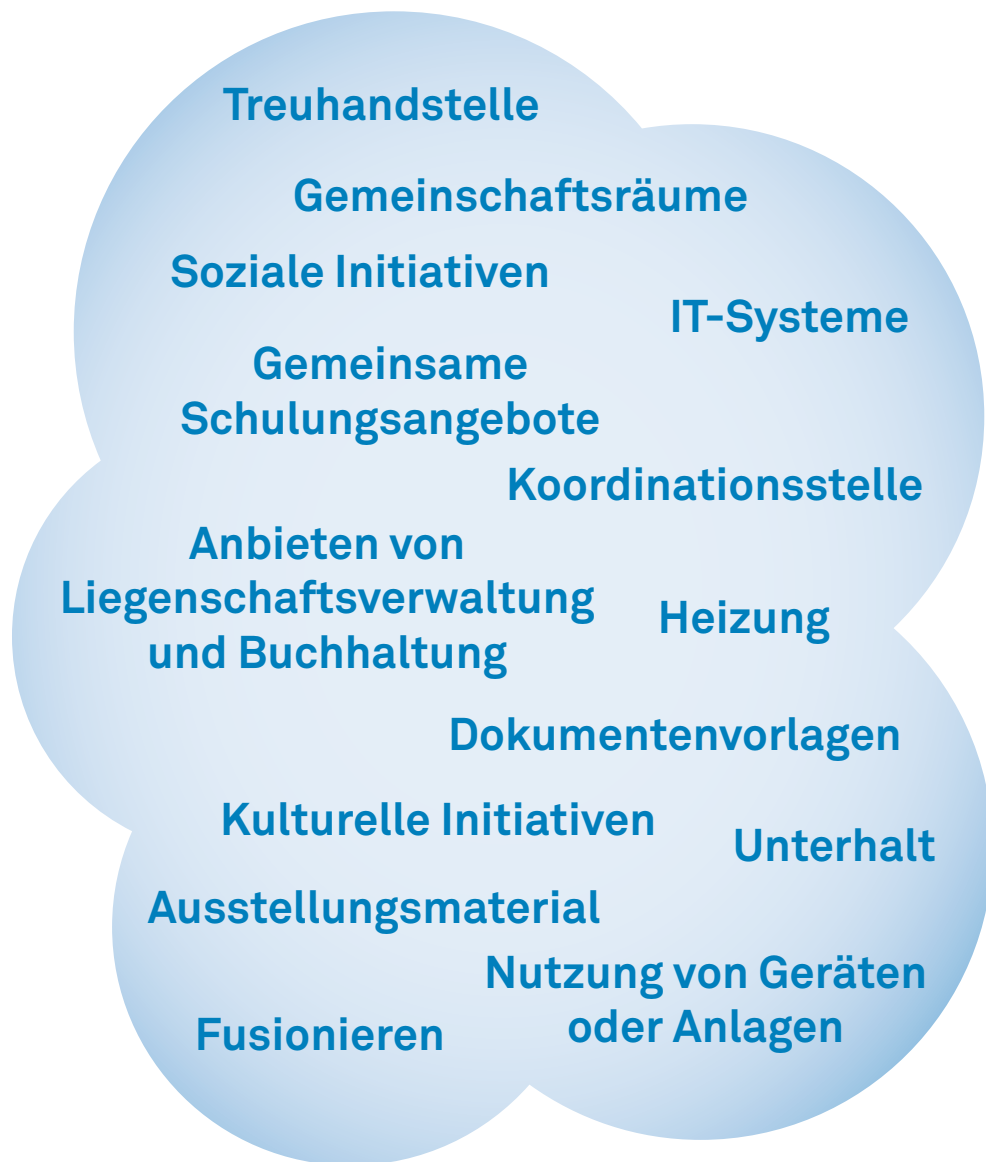 Treuhandstelle
Gemeinschaftsräume
Soziale Initiativen
IT-Systeme
Gemeinsame
Schulungsangebote
Koordinationsstelle
Anbieten von
Liegenschaftsverwaltung
und Buchhaltung
Heizung
Dokumentenvorlagen
Kulturelle Initiativen
Unterhalt
Ausstellungsmaterial
Nutzung von Geräten
oder Anlagen
Fusionieren